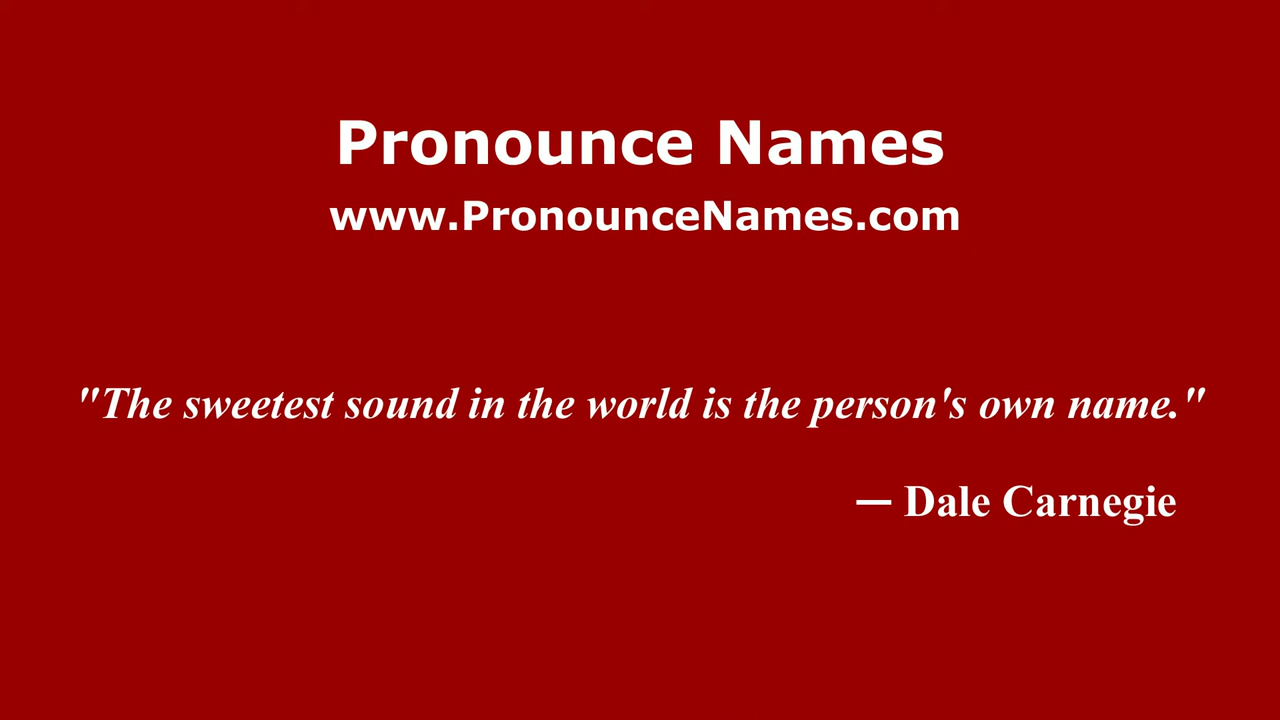 Pronounce Names
www.PronounceNames.com
"The sweetest sound in the world is the person's own name."
— Dale Carnegie